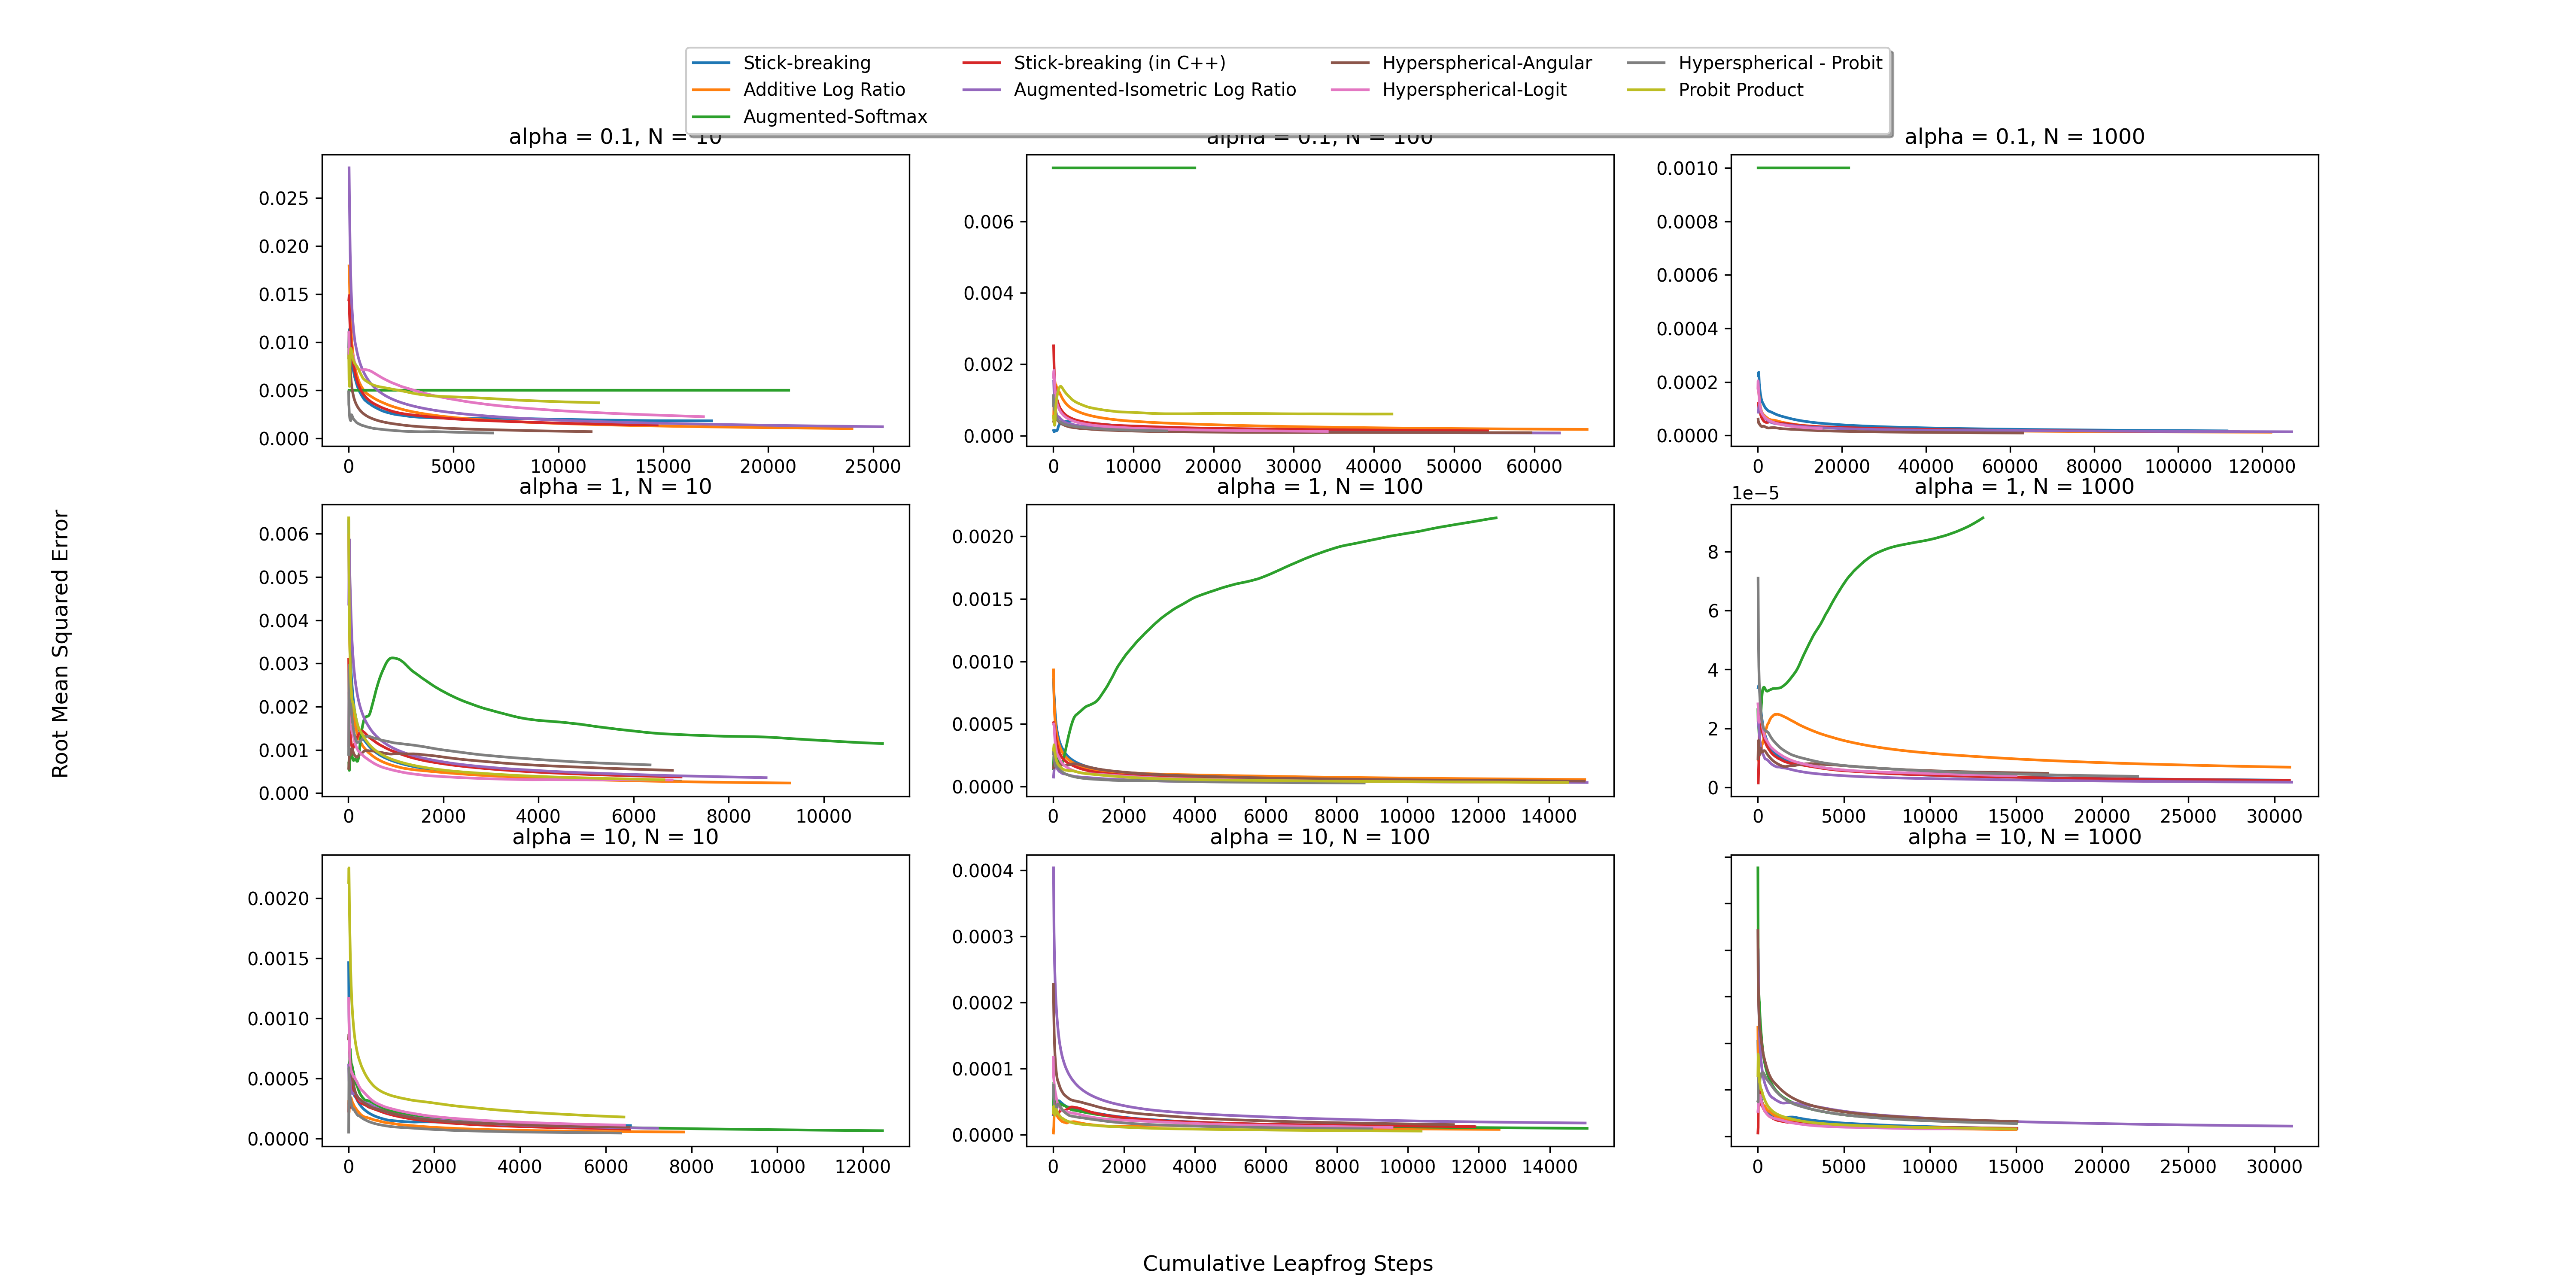 Stick-breaking
Additive Log Ratio
Augmented-Softmax
Stick-breaking (in C++)
Augmented-Isometric Log Ratio
Hyperspherical-Angular
Hyperspherical-Logit
Hyperspherical - Probit
Probit Product
alpha = 0.1, N = 10
0.025
0.020
0.015
0.010
0.005
0.000
0 5000 10000 15000 20000 25000
alpha = 0.1, N = 100
0.006
0.004
0.002
0.000
0 10000 20000 30000 40000 50000 60000
alpha = 0.1, N = 1000
0.0010
0.0008
0.0006
0.0004
0.0002
0.0000
0 20000 40000 60000 80000 100000 120000
alpha = 1, N = 10
0.006
0.005
0.004
0.003
0.002
0.001
0.000
0 2000 4000 6000 8000 10000
alpha = 1, N = 100
0.0020
0.0015
0.0010
0.0005
0.0000
0 2000 4000 6000 8000 10000 12000 14000
alpha = 1, N = 1000
1e−5
8
6
4
2
0
0 5000 10000 15000 20000 25000 30000
alpha = 10, N = 10
0.0020
0.0015
0.0010
0.0005
0.0000
0 2000 4000 6000 8000 10000 12000
alpha = 10, N = 100
0.0004
0.0003
0.0002
0.0001
0.0000
0 2000 4000 6000 8000 10000 12000 14000
alpha = 10, N = 1000
0 5000 10000 15000 20000 25000 30000
Root Mean Squared Error
Cumulative Leapfrog Steps